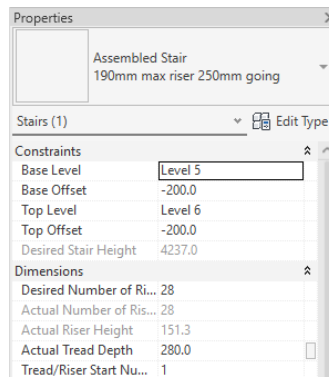 Properties
Assembled Stair
190mm max riser 250mm going
Stairs (1) Edit Type
Constraints
Base Level Level 5
Base Offset -200.0
Top Level Level 6
Top Offset -200.0
Desired Stair Height 4237.0
Dimensions
Desired Number of Ri... 28
Actual Number of Ris... 28
Actual Riser Height 151.3
Actual Tread Depth 280.0
Tread/Riser Start Nu... 1